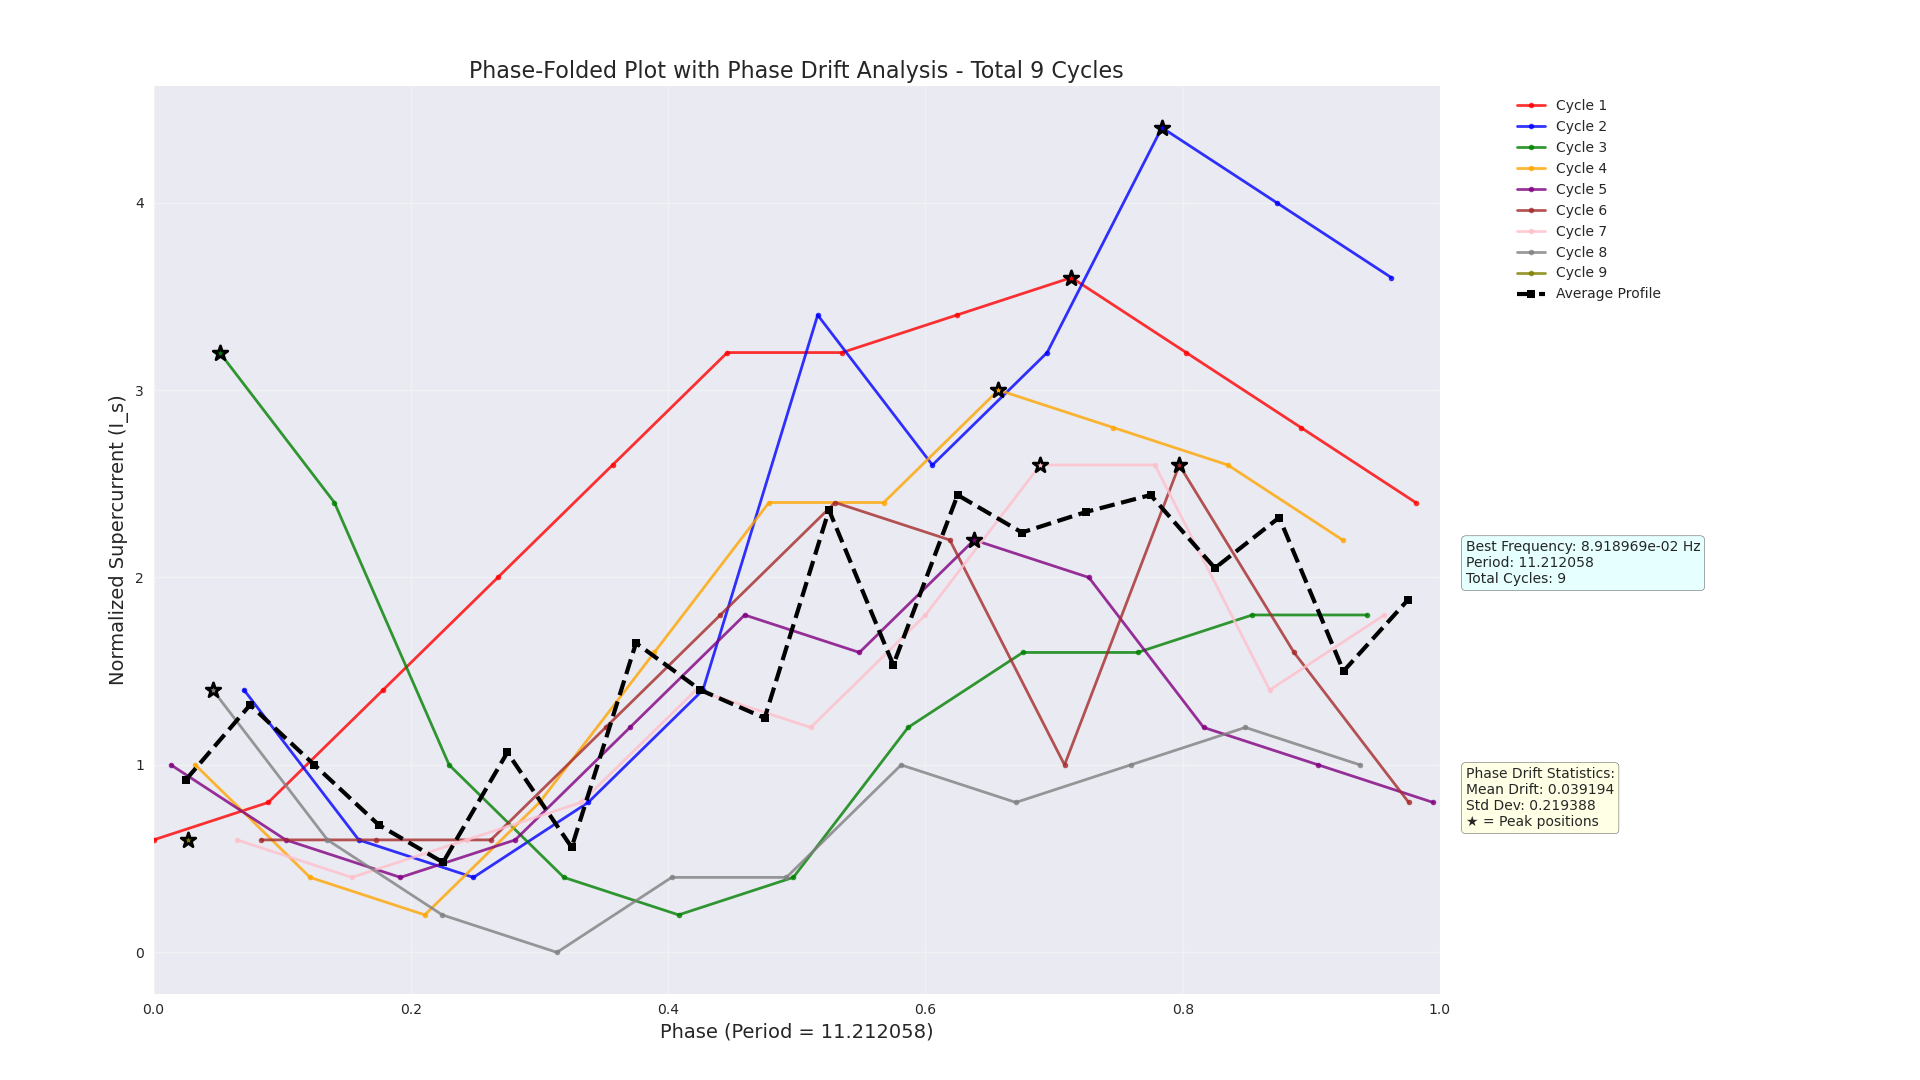 Phase-Folded Plot with Phase Drift Analysis - Total 9 Cycles
Normalized Supercurrent (I_s)
4
3
2
1
0
0.0 0.2 0.4 0.6 0.8 1.0
Phase (Period = 11.212058)
Cycle 1
Cycle 2
Cycle 3
Cycle 4
Cycle 5
Cycle 6
Cycle 7
Cycle 8
Cycle 9
Average Profile
Best Frequency: 8.918969e-02 Hz
Period: 11.212058
Total Cycles: 9
Phase Drift Statistics:
Mean Drift: 0.039194
Std Dev: 0.219388
★ = Peak positions